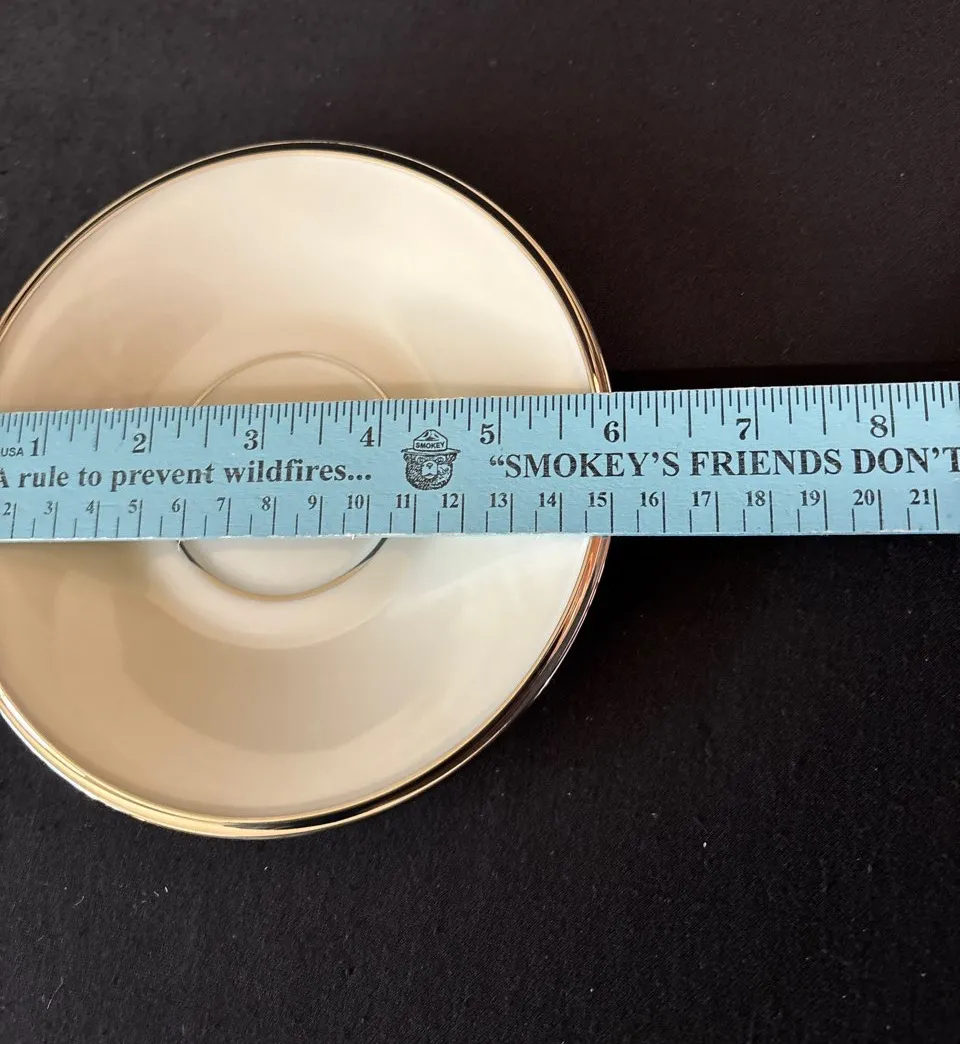 1 2 3 4 5 6 7 8
USA
SMOKEY
A rule to prevent wildfires... “SMOKEY’S FRIENDS DON’T
2 3 4 5 6 7 8 9 10 11 12 13 14 15 16 17 18 19 20 21